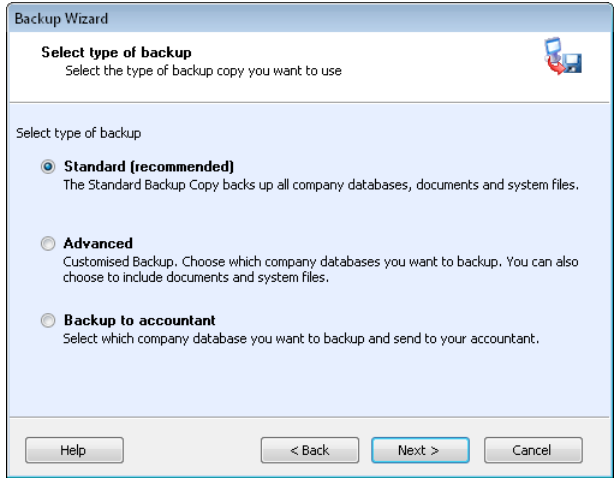 Backup Wizard
Select type of backup
Select the type of backup copy you want to use
Select type of backup
Standard (recommended)
The Standard Backup Copy backs up all company databases, documents and system files.
Advanced
Customised Backup. Choose which company databases you want to backup. You can also
choose to include documents and system files.
Backup to accountant
Select which company database you want to backup and send to your accountant.
Help
< Back
Next >
Cancel